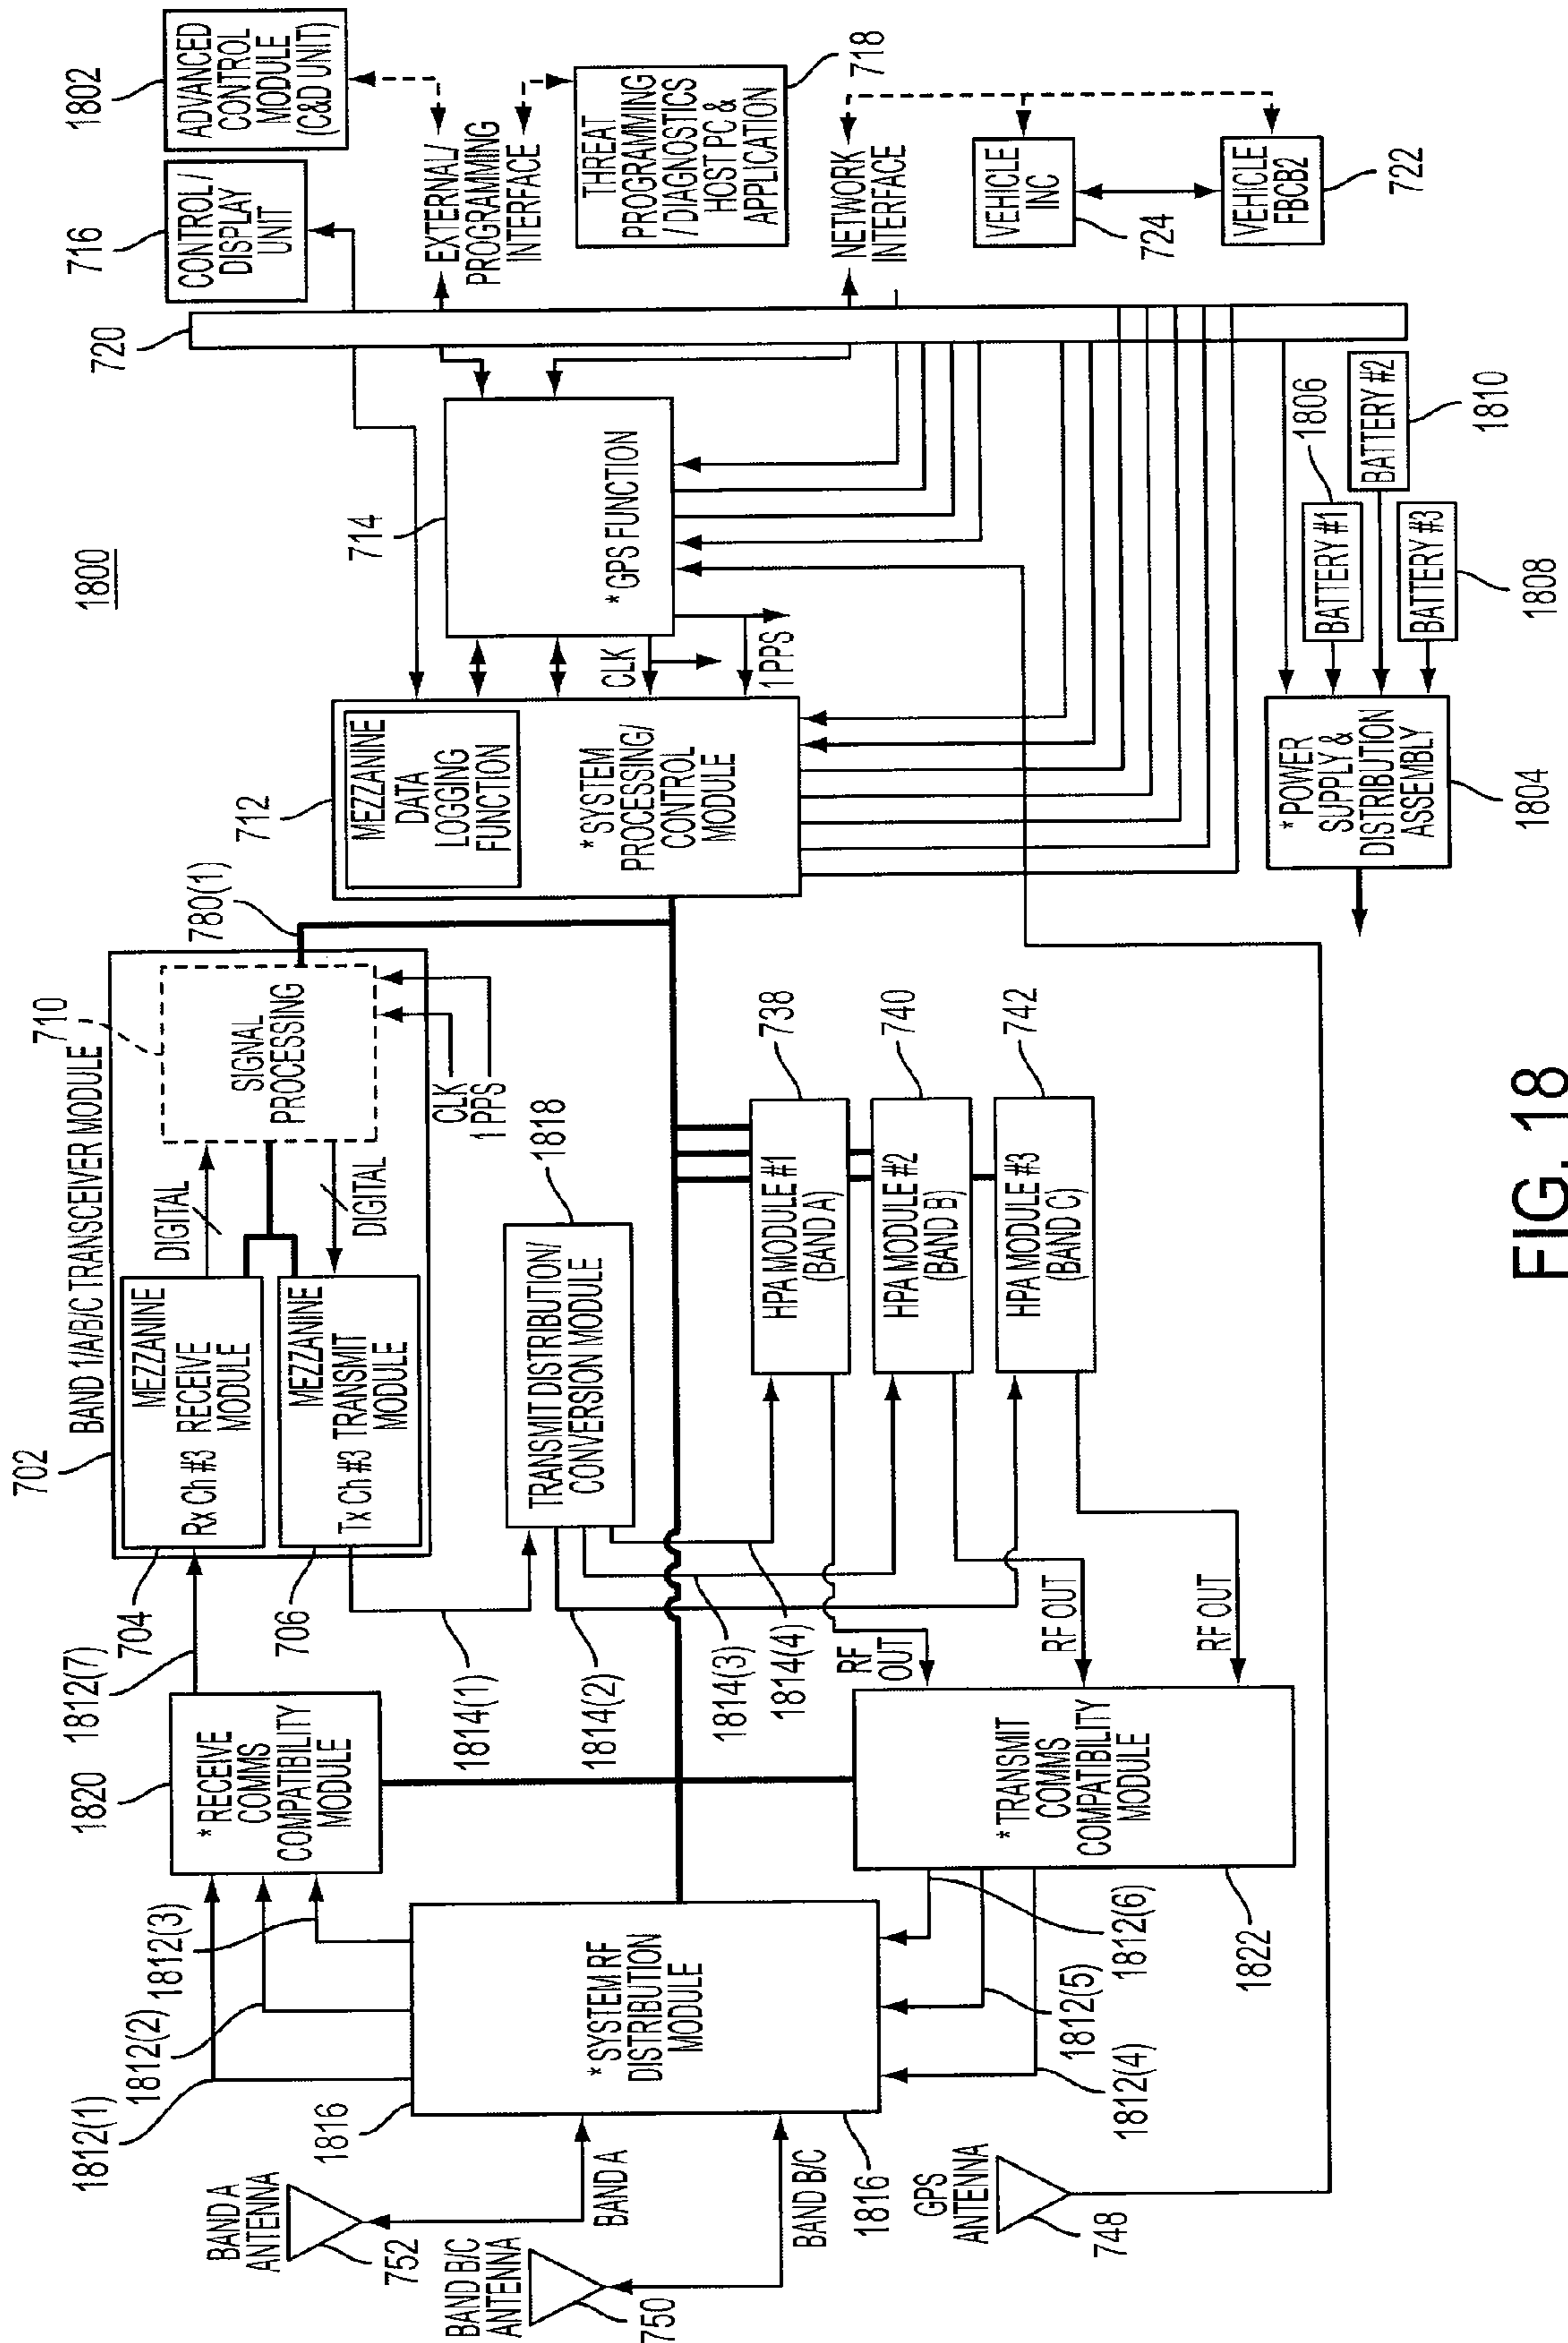 1800
BAND A
ANTENNA
752
BAND B/C
ANTENNA
750
BAND A
BAND B/C
GPS
ANTENNA
748
1812(1)
1812(2)
1812(3)
1816
* SYSTEM RF
DISTRIBUTION
MODULE
1816
1812(4)
1812(5)
1812(6)
1820
* RECEIVE
COMMS
COMPATIBILITY
MODULE
1812(7)
* TRANSMIT
COMMS
COMPATIBILITY
MODULE
1822
RF
OUT
RF OUT
RF OUT
702
BAND 1/A/B/C TRANSCEIVER MODULE
704
MEZZANINE
Rx Ch #3 RECEIVE
MODULE
706
MEZZANINE
Tx Ch #3 TRANSMIT
MODULE
DIGITAL
DIGITAL
710
SIGNAL
PROCESSING
780(1)
CLK
1 PPS
1814(1)
1814(2)
1814(3)
1814(4)
1818
TRANSMIT DISTRIBUTION/
CONVERSION MODULE
738
HPA MODULE #1
(BAND A)
740
HPA MODULE #2
(BAND B)
742
HPA MODULE #3
(BAND C)
712
MEZZANINE
DATA
LOGGING
FUNCTION
* SYSTEM
PROCESSING/
CONTROL
MODULE
CLK
1 PPS
714
* GPS FUNCTION
720
716
CONTROL/
DISPLAY
UNIT
1802
ADVANCED
CONTROL
MODULE
(C&D UNIT)
EXTERNAL/
PROGRAMMING
INTERFACE
THREAT
PROGRAMMING
/ DIAGNOSTICS
HOST PC &
APPLICATION
718
NETWORK
INTERFACE
VEHICLE
INC
724
VEHICLE
FBCB2
722
* POWER
SUPPLY &
DISTRIBUTION
ASSEMBLY
1804
BATTERY #1
1806
BATTERY #2
1810
BATTERY #3
1808
FIG. 18